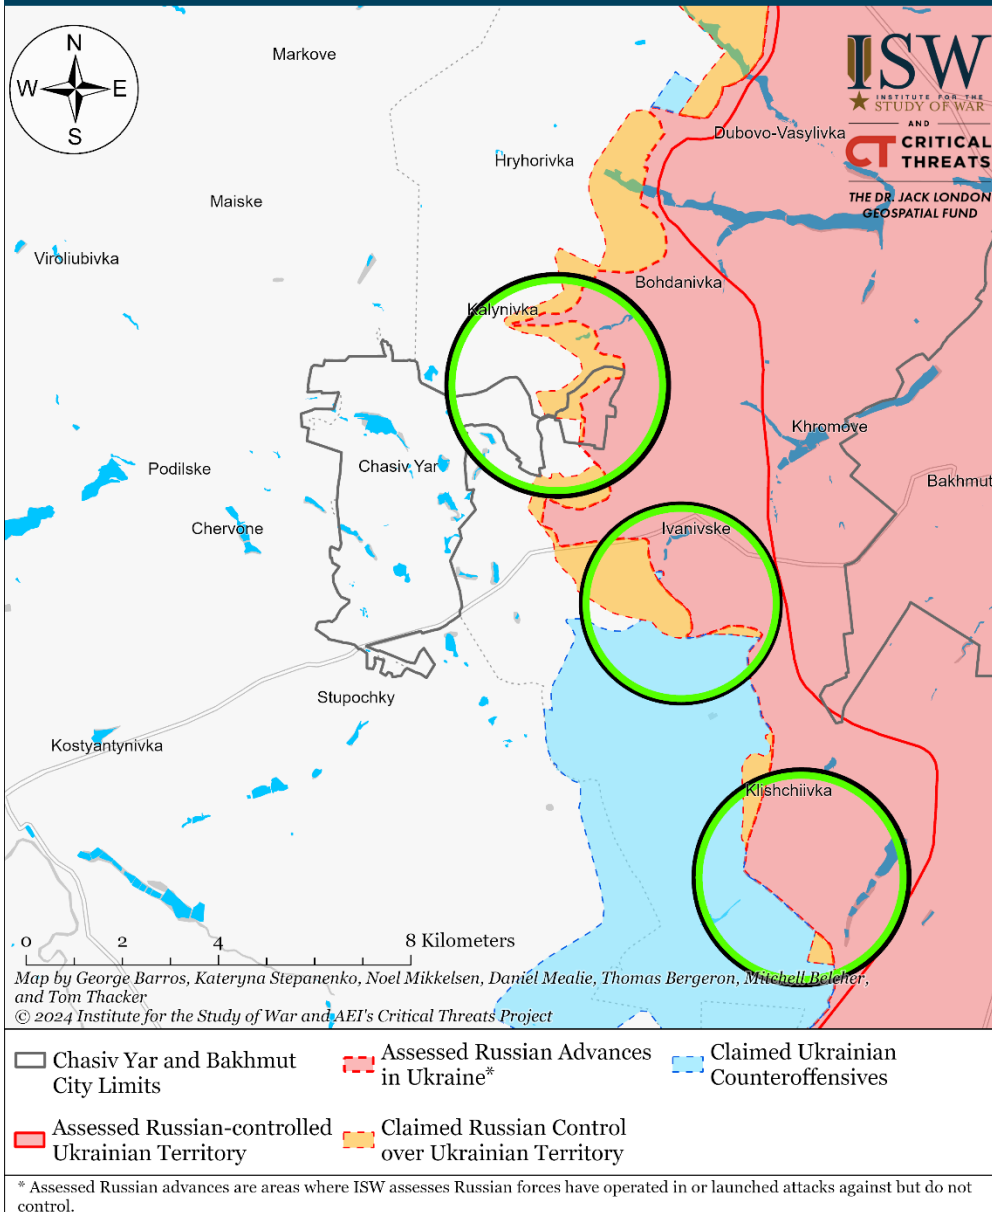 N
W
E
S
Markove
ISW
INSTITUTE FOR THE
STUDY OF WAR
AND
CT CRITICAL
THREATS
THE DR. JACK LONDON
GEOSPATIAL FUND
Dubovo-Vasylivka
Hryhorivka
Maiske
Viroliubivka
Bohdanivka
Kalynivka
Khromove
Podilske
Chasiv Yar
Bakhmut
Chervone
Ivanivske
Stupochky
Kostyantynivka
Klishchiivka
0 2 4 8 Kilometers
Map by George Barros, Kateryna Stepanenko, Noel Mikkelsen, Daniel Mealie, Thomas Bergeron, Mitchell Belcher,
and Tom Thacker
© 2024 Institute for the Study of War and AEI's Critical Threats Project
Chasiv Yar and Bakhmut
City Limits
Assessed Russian Advances
in Ukraine*
Claimed Ukrainian
Counteroffensives
Assessed Russian-controlled
Ukrainian Territory
Claimed Russian Control
over Ukrainian Territory
* Assessed Russian advances are areas where ISW assesses Russian forces have operated in or launched attacks against but do not
control.